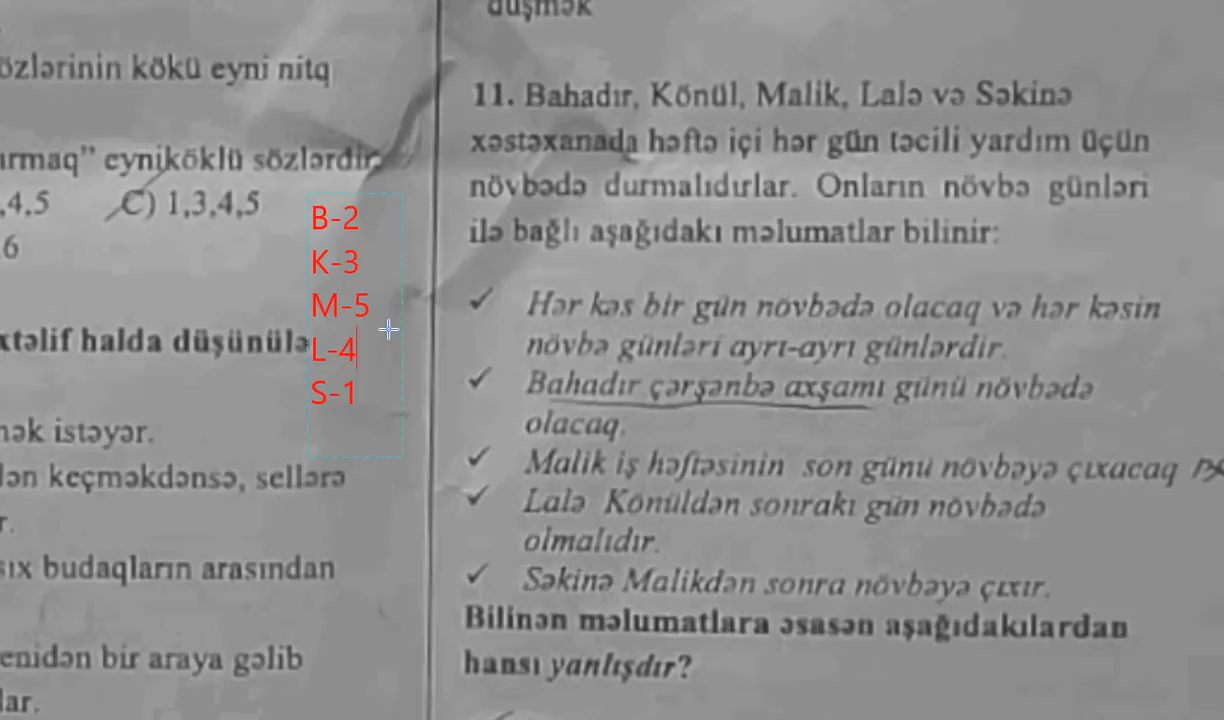 özlərinin kökü eyni nitq
ırmaq” eyniköklü sözlərdir.
,4,5 C) 1,3,4,5
6
xtəlif halda düşünülə
B-2
K-3
M-5
L-4
S-1
mək istəyər.
lən keçməkdənsə, sellərə
r.
sıx budaqların arasından
enidən bir araya gəlib
lar.
düşmək
11. Bahadır, Könül, Malik, Lalə və Səkinə
xəstəxanada həftə içi hər gün təcili yardım üçün
növbədə durmalıdırlar. Onların növbə günləri
ilə bağlı aşağıdakı məlumatlar bilinir:
✓ Hər kəs bir gün növbədə olacaq və hər kəsin
növbə günləri ayrı-ayrı günlərdir.
✓ Bahadır çərşənbə axşamı günü növbədə
olacaq.
✓ Malik iş həftəsinin son günü növbəyə çıxacaq
✓ Lalə Könüldən sonrakı gün növbədə
olmalıdır.
✓ Səkinə Malikdən sonra növbəyə çıxır.
Bilinən məlumatlara əsasən aşağıdakılardan
hansı yanlışdır?